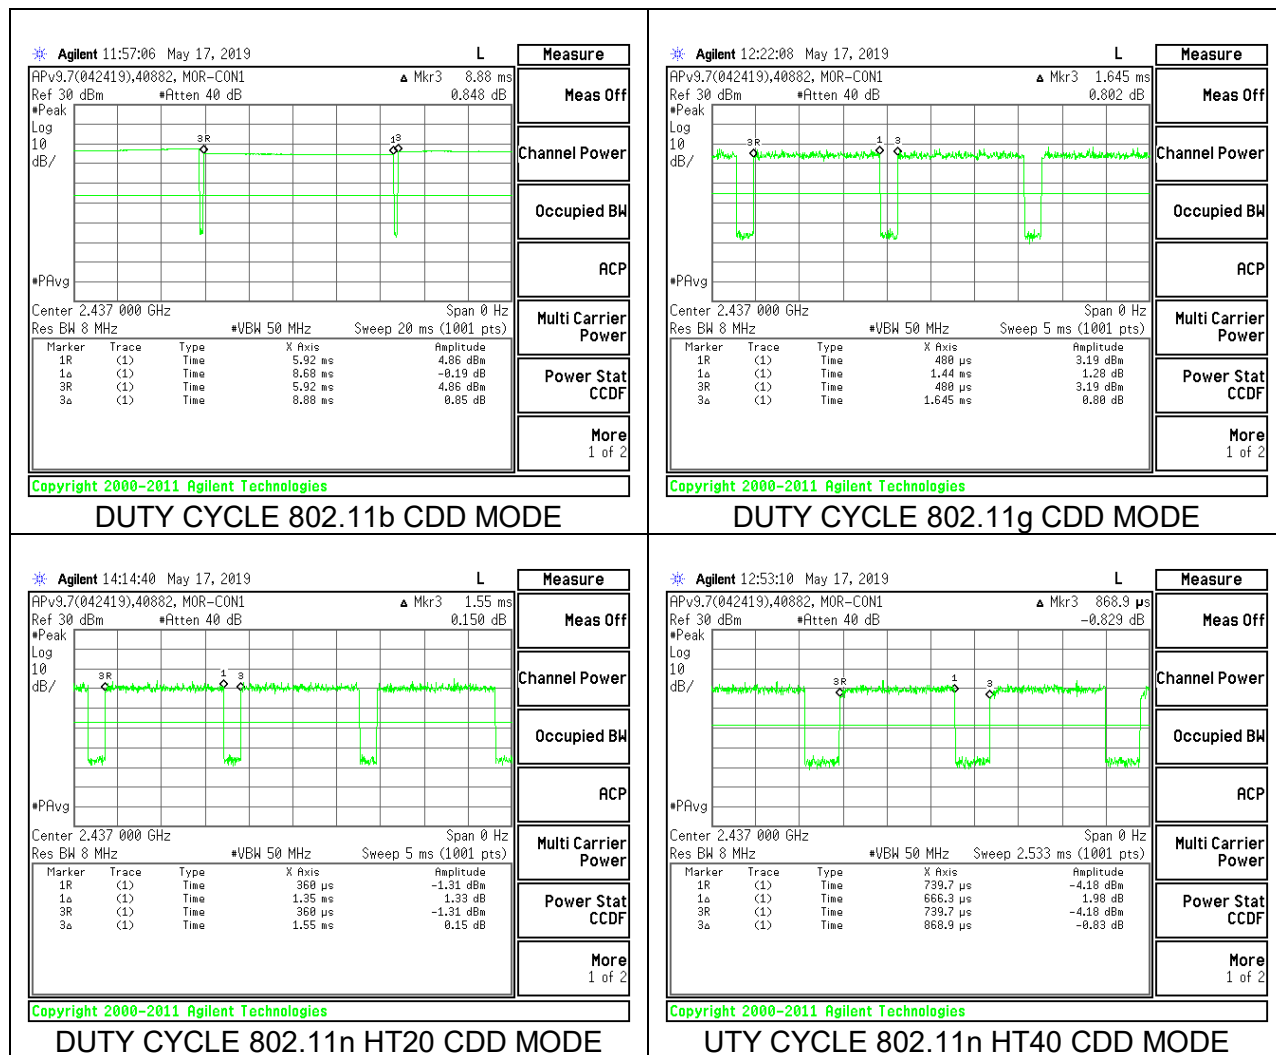 Agilent 11:57:06 May 17, 2019 L Measure
APv9.7(042419),40882, MOR-CON1 Δ Mkr3 8.88 ms
Ref 30 dBm #Atten 40 dB 0.848 dB
Meas Off
#Peak
Log
10
dB/
3R
1 3
Channel Power
Occupied BW
ACP
#PAvg
Center 2.437 000 GHz Span 0 Hz
Multi Carrier
Power
Res BW 8 MHz #VBW 50 MHz Sweep 20 ms (1001 pts)
Marker Trace Type X Axis Amplitude
1R (1) Time 5.92 ms 4.86 dBm
1Δ (1) Time 8.68 ms -0.19 dB
3R (1) Time 5.92 ms 4.86 dBm
3Δ (1) Time 8.88 ms 0.85 dB
Power Stat
CCDF
More
1 of 2
Copyright 2000-2011 Agilent Technologies
DUTY CYCLE 802.11b CDD MODE
Agilent 12:22:08 May 17, 2019 L Measure
APv9.7(042419),40882, MOR-CON1 Δ Mkr3 1.645 ms
Ref 30 dBm #Atten 40 dB 0.802 dB
Meas Off
#Peak
Log
10
dB/
3R
1 3
Channel Power
Occupied BW
ACP
#PAvg
Center 2.437 000 GHz Span 0 Hz
Multi Carrier
Power
Res BW 8 MHz #VBW 50 MHz Sweep 5 ms (1001 pts)
Marker Trace Type X Axis Amplitude
1R (1) Time 480 µs 3.19 dBm
1Δ (1) Time 1.44 ms 1.28 dB
3R (1) Time 480 µs 3.19 dBm
3Δ (1) Time 1.645 ms 0.80 dB
Power Stat
CCDF
More
1 of 2
Copyright 2000-2011 Agilent Technologies
DUTY CYCLE 802.11g CDD MODE
Agilent 14:14:40 May 17, 2019 L Measure
APv9.7(042419),40882, MOR-CON1 Δ Mkr3 1.55 ms
Ref 30 dBm #Atten 40 dB 0.150 dB
Meas Off
#Peak
Log
10
dB/
3R
1 3
Channel Power
Occupied BW
ACP
#PAvg
Center 2.437 000 GHz Span 0 Hz
Multi Carrier
Power
Res BW 8 MHz #VBW 50 MHz Sweep 5 ms (1001 pts)
Marker Trace Type X Axis Amplitude
1R (1) Time 360 µs -1.31 dBm
1Δ (1) Time 1.35 ms 1.33 dB
3R (1) Time 360 µs -1.31 dBm
3Δ (1) Time 1.55 ms 0.15 dB
Power Stat
CCDF
More
1 of 2
Copyright 2000-2011 Agilent Technologies
DUTY CYCLE 802.11n HT20 CDD MODE
Agilent 12:53:10 May 17, 2019 L Measure
APv9.7(042419),40882, MOR-CON1 Δ Mkr3 868.9 µs
Ref 30 dBm #Atten 40 dB -0.829 dB
Meas Off
#Peak
Log
10
dB/
3R
1 3
Channel Power
Occupied BW
ACP
#PAvg
Center 2.437 000 GHz Span 0 Hz
Multi Carrier
Power
Res BW 8 MHz #VBW 50 MHz Sweep 2.533 ms (1001 pts)
Marker Trace Type X Axis Amplitude
1R (1) Time 739.7 µs -4.18 dBm
1Δ (1) Time 666.3 µs 1.98 dB
3R (1) Time 739.7 µs -4.18 dBm
3Δ (1) Time 868.9 µs -0.83 dB
Power Stat
CCDF
More
1 of 2
Copyright 2000-2011 Agilent Technologies
UTY CYCLE 802.11n HT40 CDD MODE